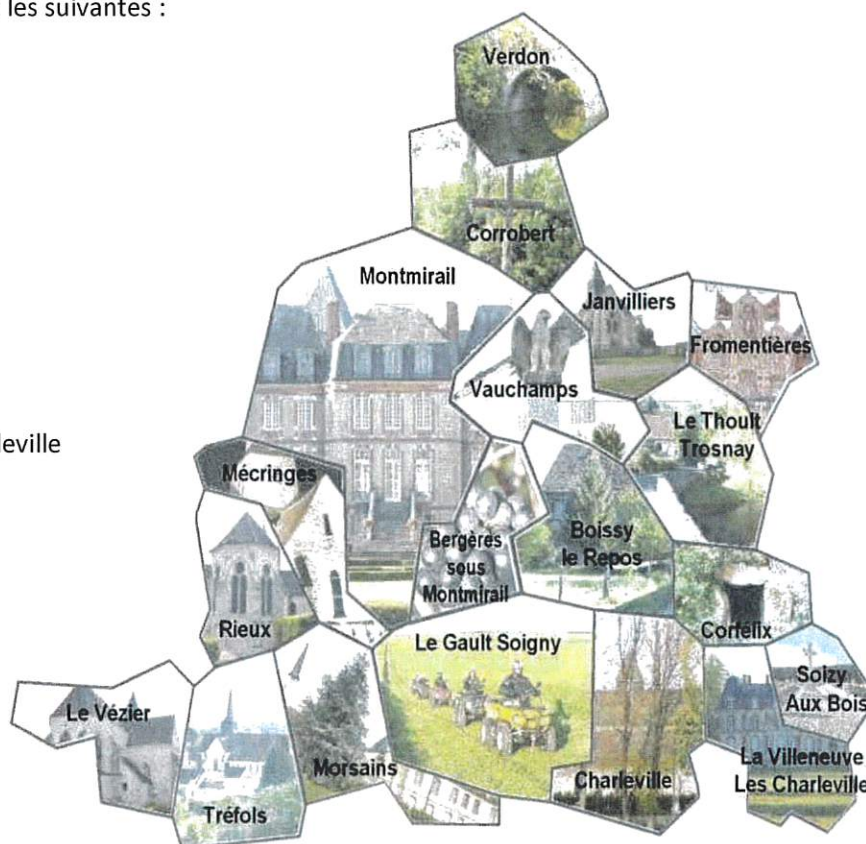 les suivantes :
Verdon
Corrobert
Montmirail
Janvilliers
Fromentières
Vauchamps
Le Thoult
Trosnay
leville
Mécringes
Boissy
le Repos
Bergères
sous
Montmirail
Rieux
Corfélix
Le Gault Soigny
Soizy
Aux Bois
Le Vézier
La Villeneuve
Les Charleville
Morsains
Charleville
Tréfols